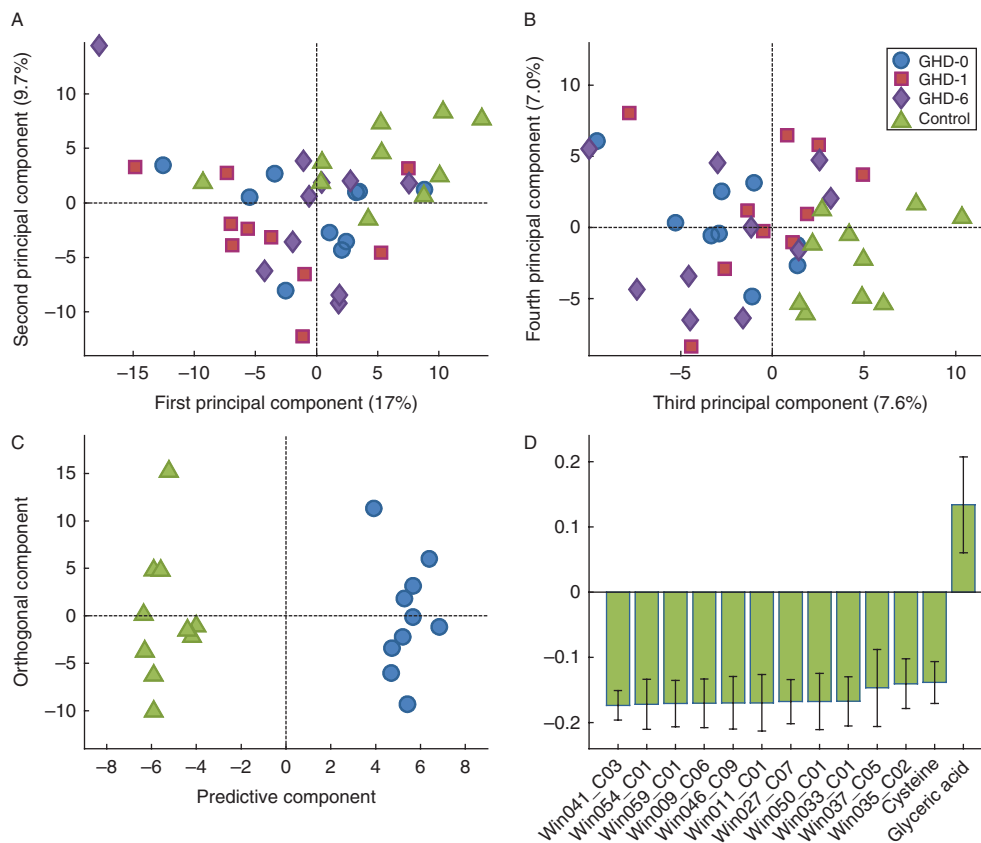 A
Second principal component (9.7%)
10
5
0
−5
−10
−15
−10
−5
0
5
10
First principal component (17%)
B
Fourth principal component (7.0%)
10
5
0
−5
−5
0
5
10
Third principal component (7.6%)
GHD-0
GHD-1
GHD-6
Control
C
Orthogonal component
15
10
5
0
−5
−10
−8
−6
−4
−2
0
2
4
6
8
Predictive component
D
0.2
0.1
0
−0.1
−0.2
Win041_C03
Win054_C01
Win059_C01
Win009_C06
Win046_C09
Win011_C01
Win027_C07
Win050_C01
Win033_C01
Win037_C05
Win035_C02
Cysteine
Glyceric acid